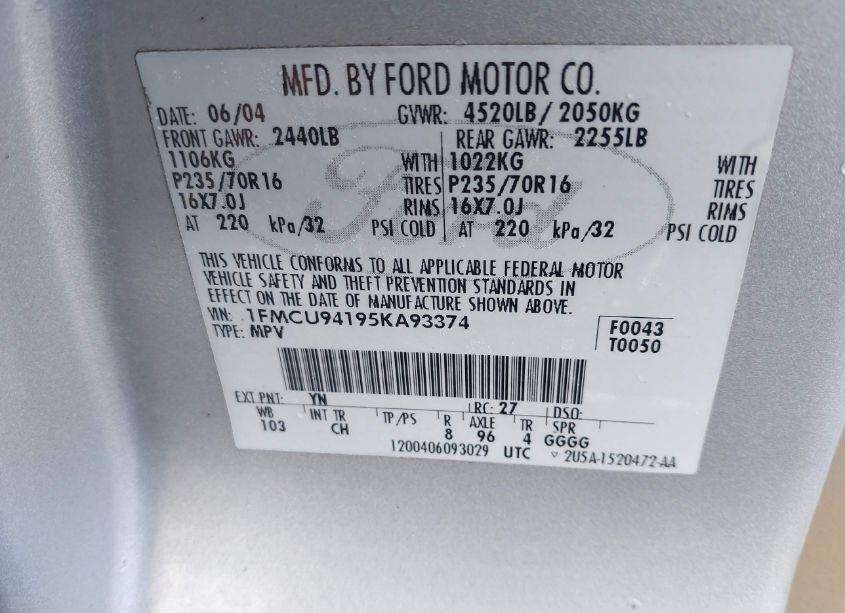 MFD. BY FORD MOTOR CO.
DATE: 06/04 GVWR: 4520LB/ 2050KG
FRONT GAWR: 2440LB REAR GAWR: 2255LB
1106KG WITH 1022KG WITH
P235/70R16 TIRES P235/70R16 TIRES
16X7.0J RIMS 16X7.0J RIMS
AT 220 kPa/32 PSI COLD AT 220 kPa/32 PSI COLD
Ford
THIS VEHICLE CONFORMS TO ALL APPLICABLE FEDERAL MOTOR
VEHICLE SAFETY AND THEFT PREVENTION STANDARDS IN
EFFECT ON THE DATE OF MANUFACTURE SHOWN ABOVE.
VIN: 1FMCU94195KA93374 F0043
TYPE: MPV T0050
EXT PNT: YN RC: 27 DSO:
WB INT TR TP/PS R AXLE TR SPR
103 CH 8 96 4 GGGG
1200406093029 UTC ▿ 2U5A-1520472-AA